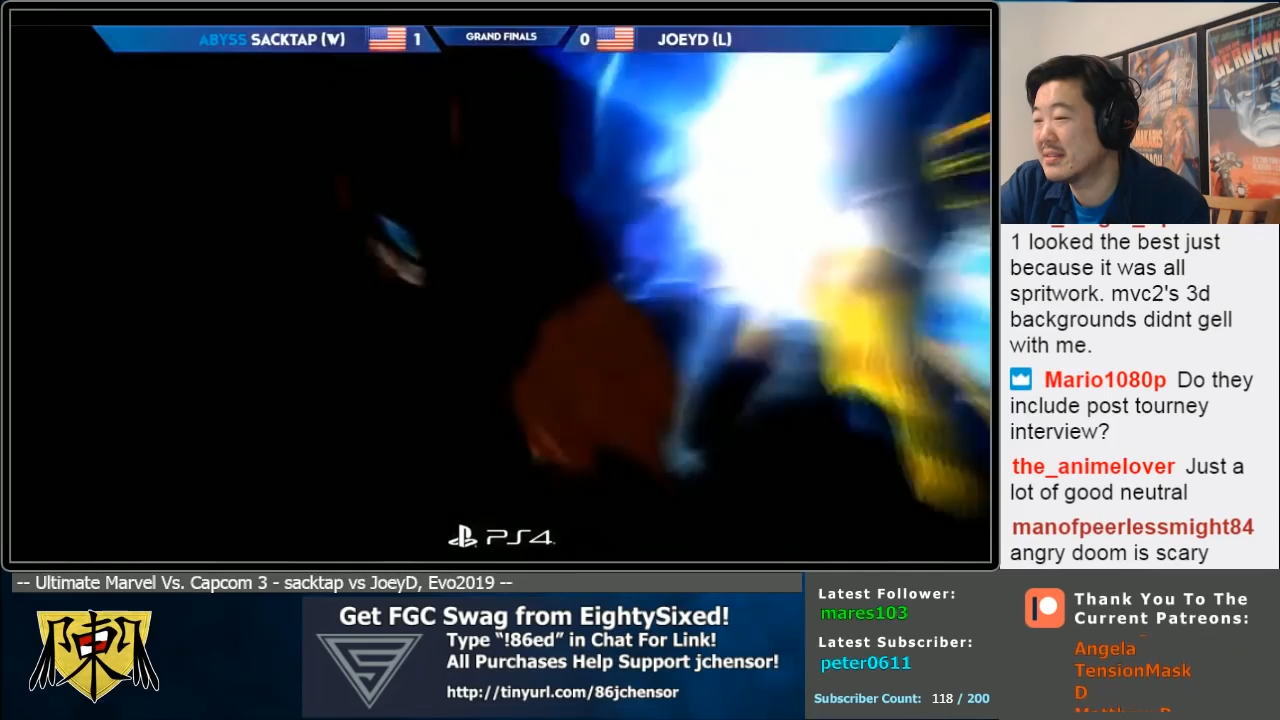 ABYSS SACKTAP (W) 1 GRAND FINALS 0 JOEYD (L)
PS4
GERDENI
1 looked the best just
because it was all
spritwork. mvc2's 3d
backgrounds didnt gell
with me.
Mario1080p Do they
include post tourney
interview?
the_animelover Just a
lot of good neutral
manofpeerlessmight84
angry doom is scary
-- Ultimate Marvel Vs. Capcom 3 - sacktap vs JoeyD, Evo2019 --
Get FGC Swag from EightySixed!
Type "!86ed" in Chat For Link!
All Purchases Help Support jchensor!
http://tinyurl.com/86jchensor
Latest Follower:
mares103
Latest Subscriber:
peter0611
Subscriber Count: 118 / 200
Thank You To The
Current Patreons:
Angela
TensionMask
D